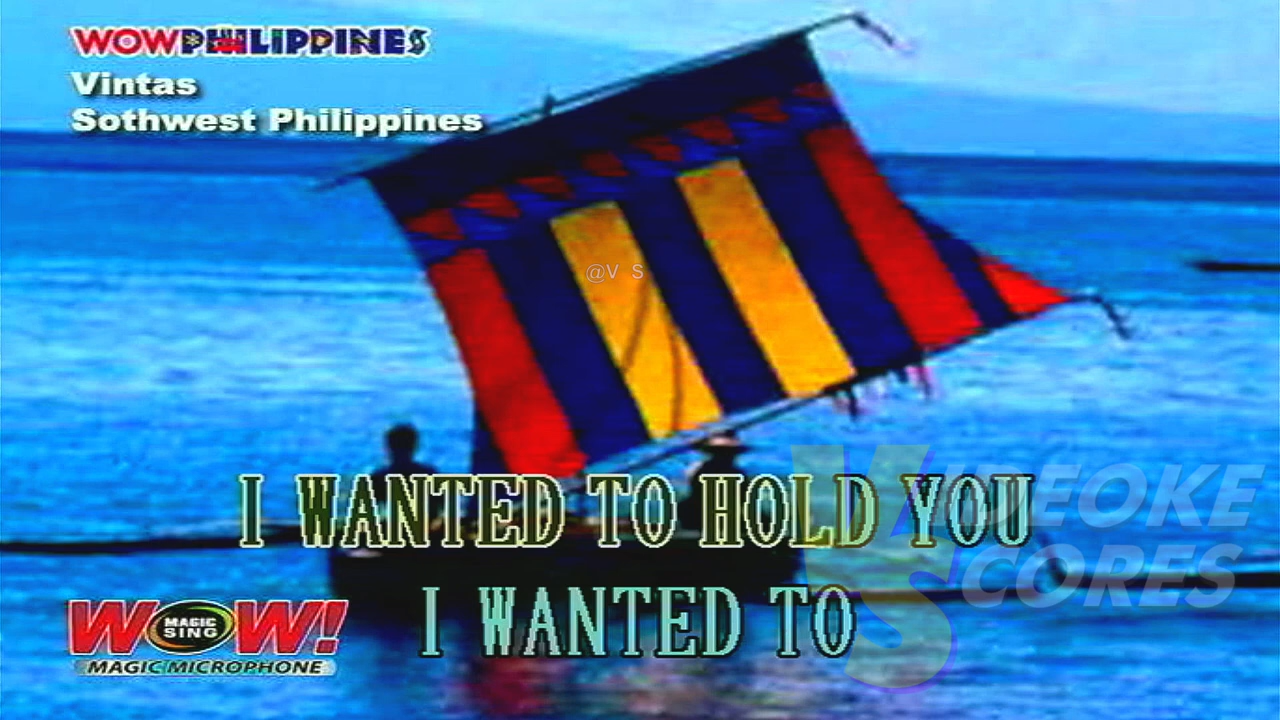 WOWPHILIPPINES
Vintas
Sothwest Philippines
@V S
I WANTED TO HOLD YOU
I WANTED TO
VIDEOKE
SCORES
WOW!
MAGIC
SING
MAGIC MICROPHONE